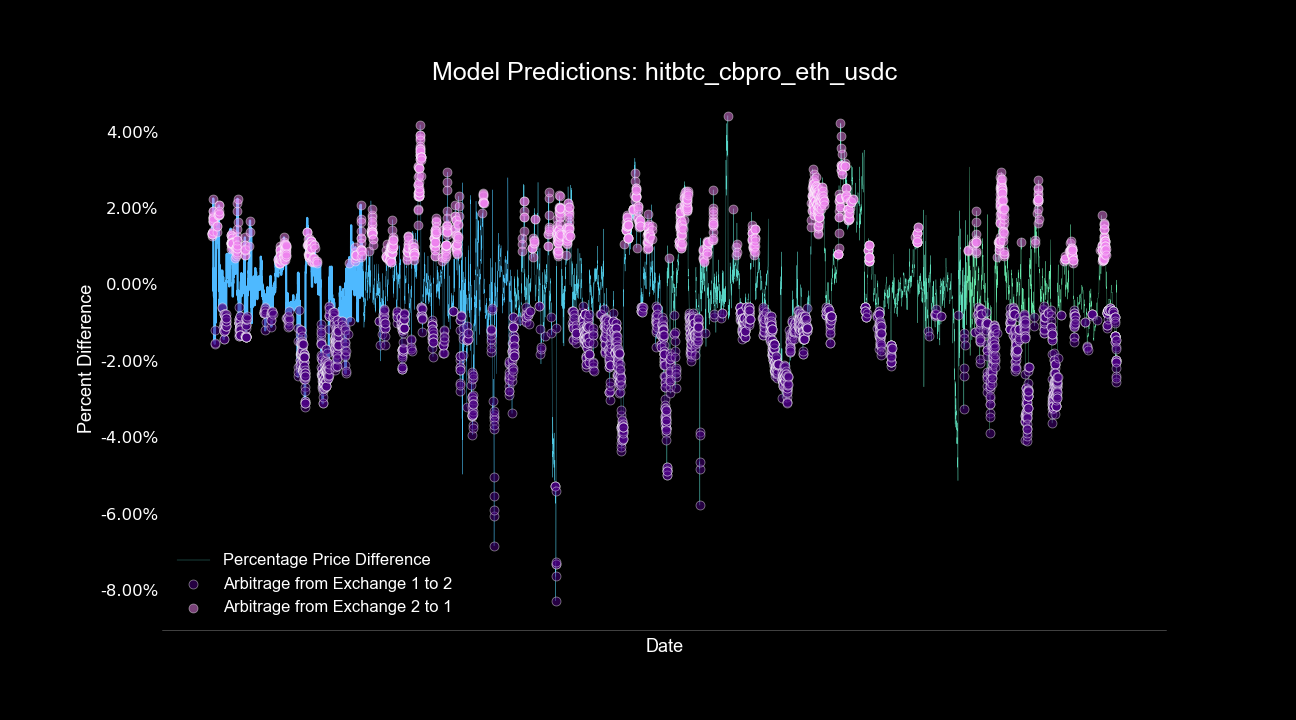 Model Predictions: hitbtc_cbpro_eth_usdc
4.00%
2.00%
0.00%
-2.00%
-4.00%
-6.00%
-8.00%
Percent Difference
Percentage Price Difference
Arbitrage from Exchange 1 to 2
Arbitrage from Exchange 2 to 1
Date